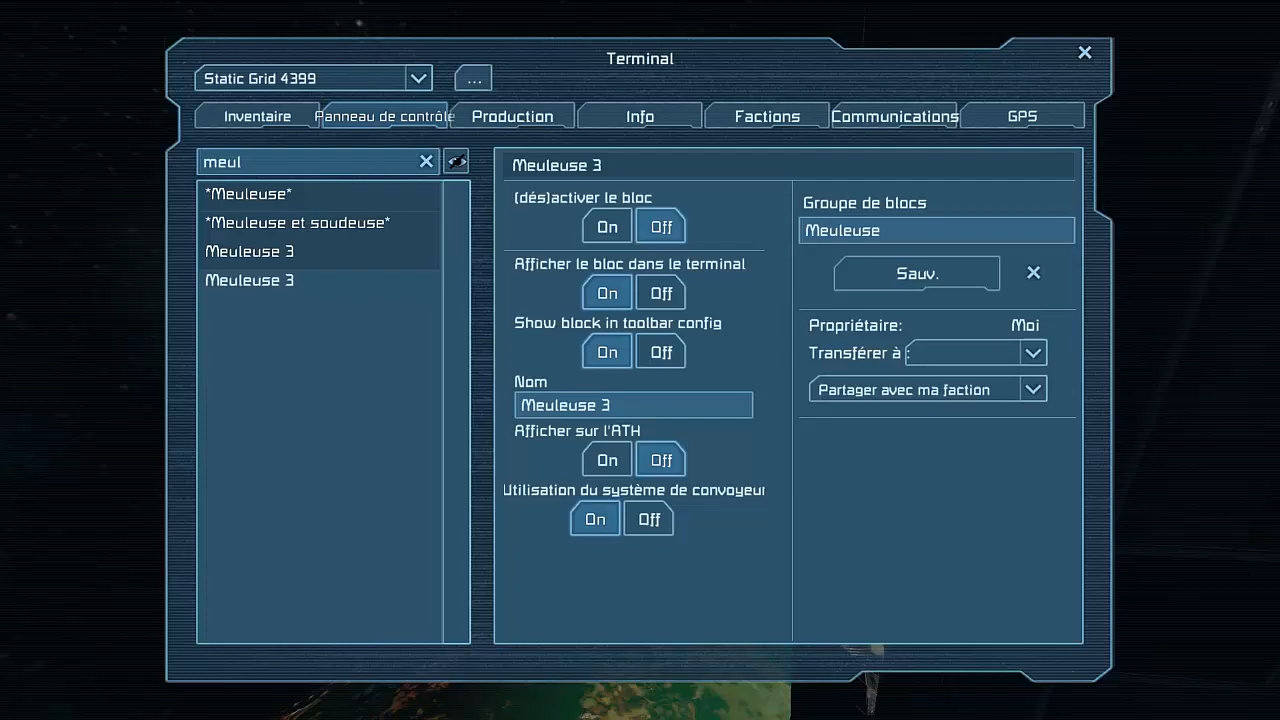 Terminal
Static Grid 4399
...
Inventaire
Panneau de contrôle
Production
Info
Factions
Communications
GPS
meul
*Meuleuse*
*Meuleuse et soudeuse*
Meuleuse 3
Meuleuse 3
Meuleuse 3
(dés)activer le bloc
On Off
Afficher le bloc dans le terminal
On Off
Show block in toolbar config
On Off
Nom
Meuleuse 3
Afficher sur l'ATH
On Off
Utilisation du système de convoyeur
On Off
Groupe de blocs
Meuleuse
Sauv.
Propriétaire: Moi
Transférer à :
Partager avec ma faction